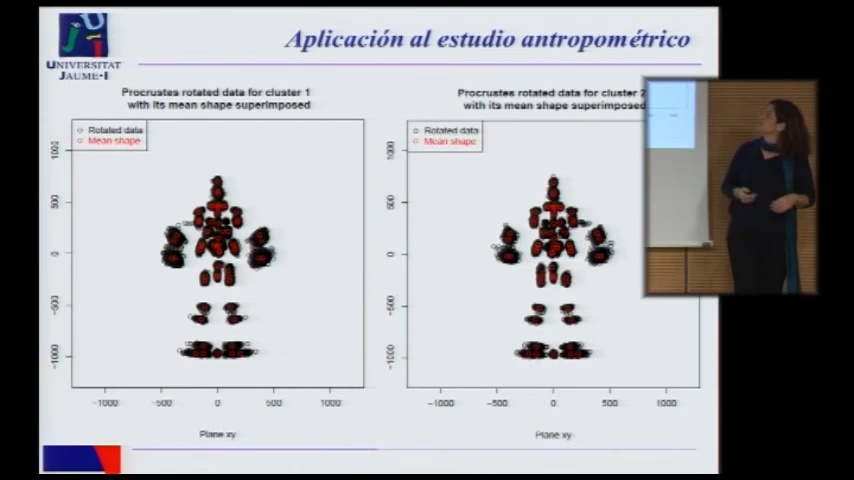 Aplicación al estudio antropométrico
UJI
UNIVERSITAT
JAUME·I
Procrustes rotated data for cluster 1
with its mean shape superimposed
Rotated data
Mean shape
1000
500
0
−500
−1000
−1000
−500
0
500
1000
Plane xy
Procrustes rotated data for cluster
with its mean shape superimposed
Rotated data
Mean shape
1000
500
0
−500
−1000
−1000
−500
0
500
1000
Plane xy